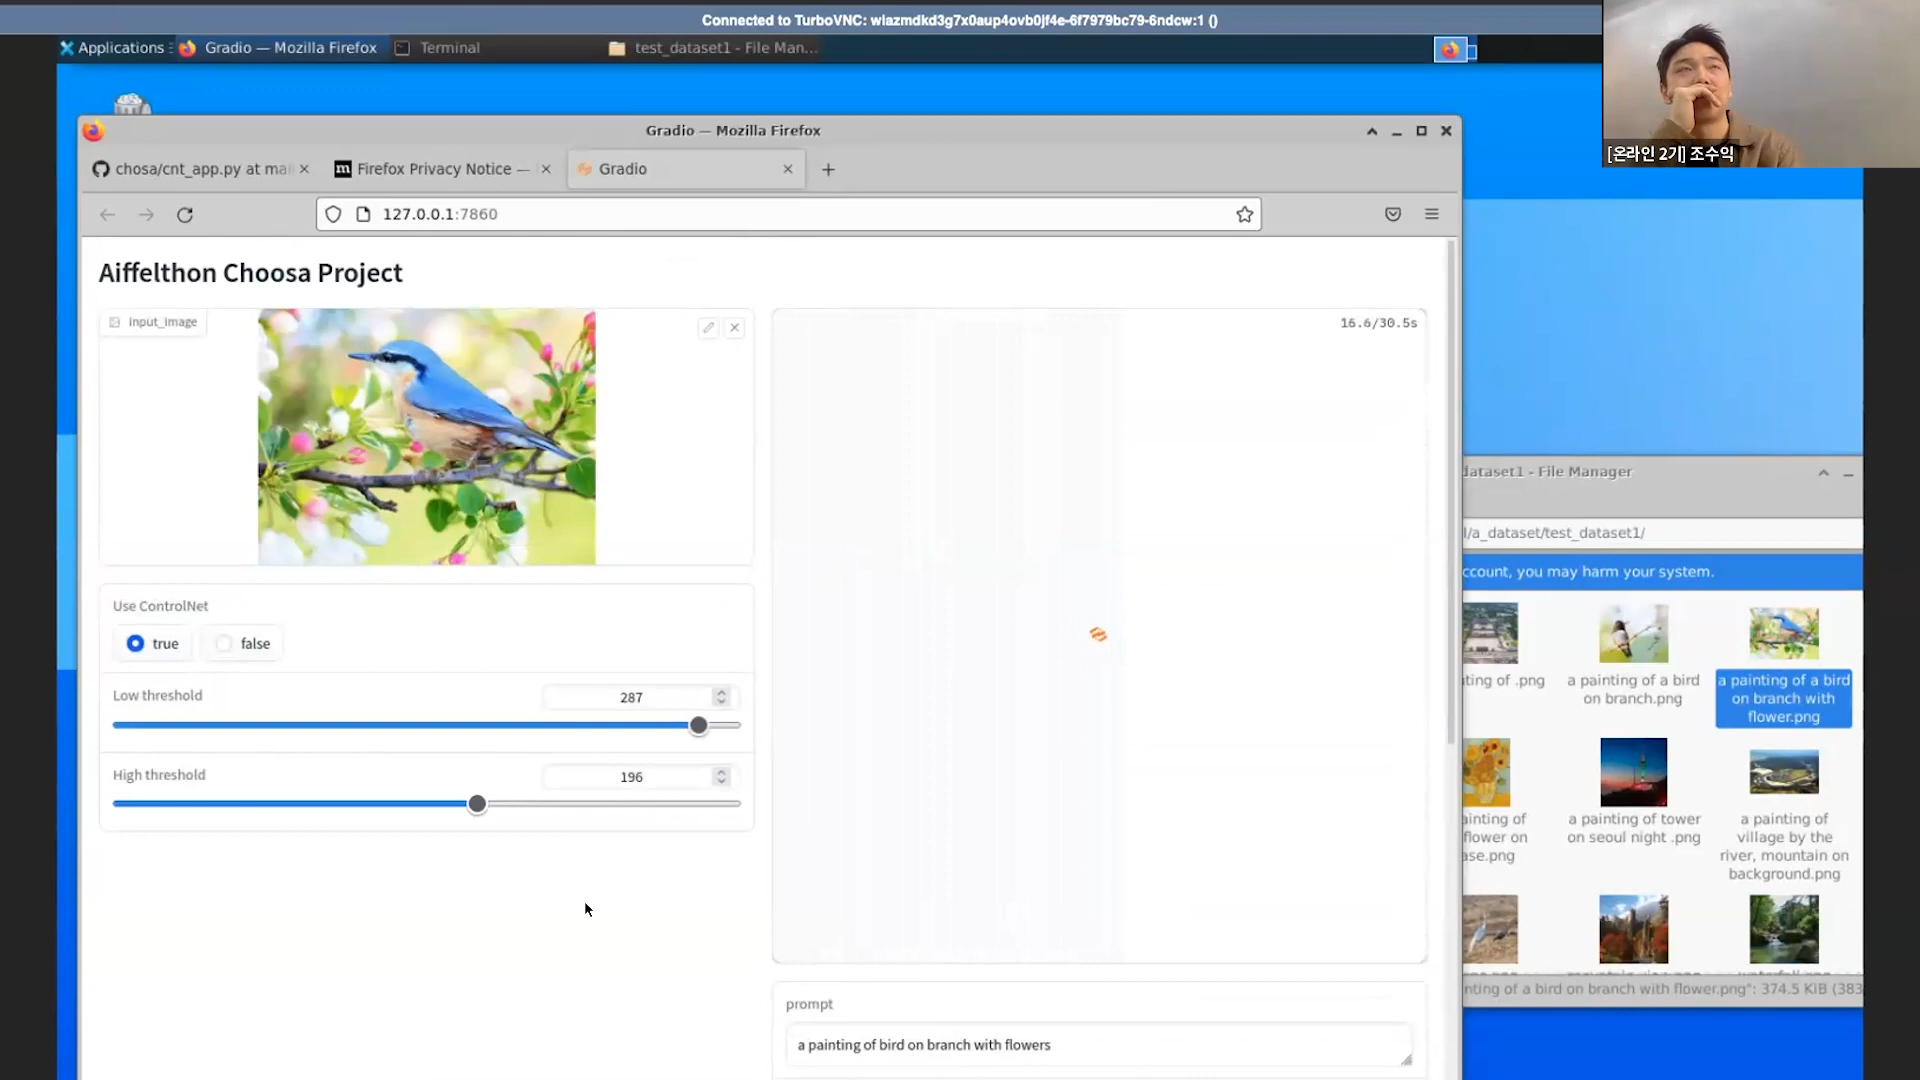 Connected to TurboVNC: wiazmdkd3g7x0aup4ovb0jf4e-6f7979bc79-6ndcw:1 ()
Applications
Gradio — Mozilla Firefox
Terminal
test_dataset1 - File Man...
[온라인 2기] 조수익
Gradio — Mozilla Firefox
chosa/cnt_app.py at mai
Firefox Privacy Notice —
Gradio
127.0.0.1:7860
Aiffelthon Choosa Project
input_image
16.6/30.5s
Use ControlNet
true
false
Low threshold
287
High threshold
196
prompt
a painting of bird on branch with flowers
dataset1 - File Manager
l/a_dataset/test_dataset1/
ccount, you may harm your system.
ting of .png
a painting of a bird
on branch.png
a painting of a bird
on branch with
flower.png
ainting of
flower on
ase.png
a painting of tower
on seoul night .png
a painting of
village by the
river, mountain on
background.png
nting of a bird on branch with flower.png": 374.5 KiB (383